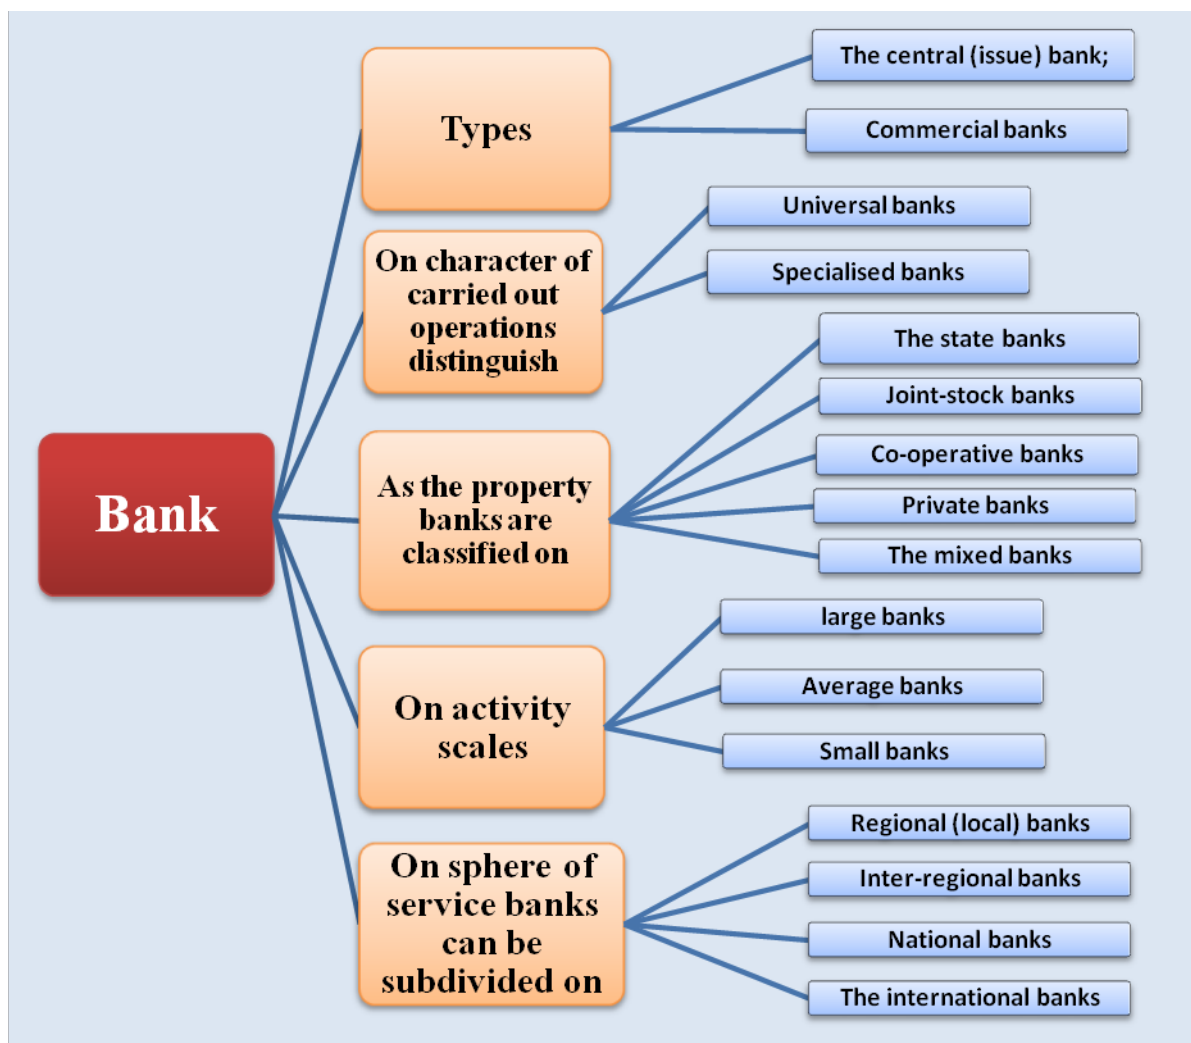 Bank
Types
The central (issue) bank;
Commercial banks
On character of
carried out
operations
distinguish
Universal banks
Specialised banks
As the property
banks are
classified on
The state banks
Joint-stock banks
Co-operative banks
Private banks
The mixed banks
On activity
scales
large banks
Average banks
Small banks
On sphere of
service banks
can be
subdivided on
Regional (local) banks
Inter-regional banks
National banks
The international banks